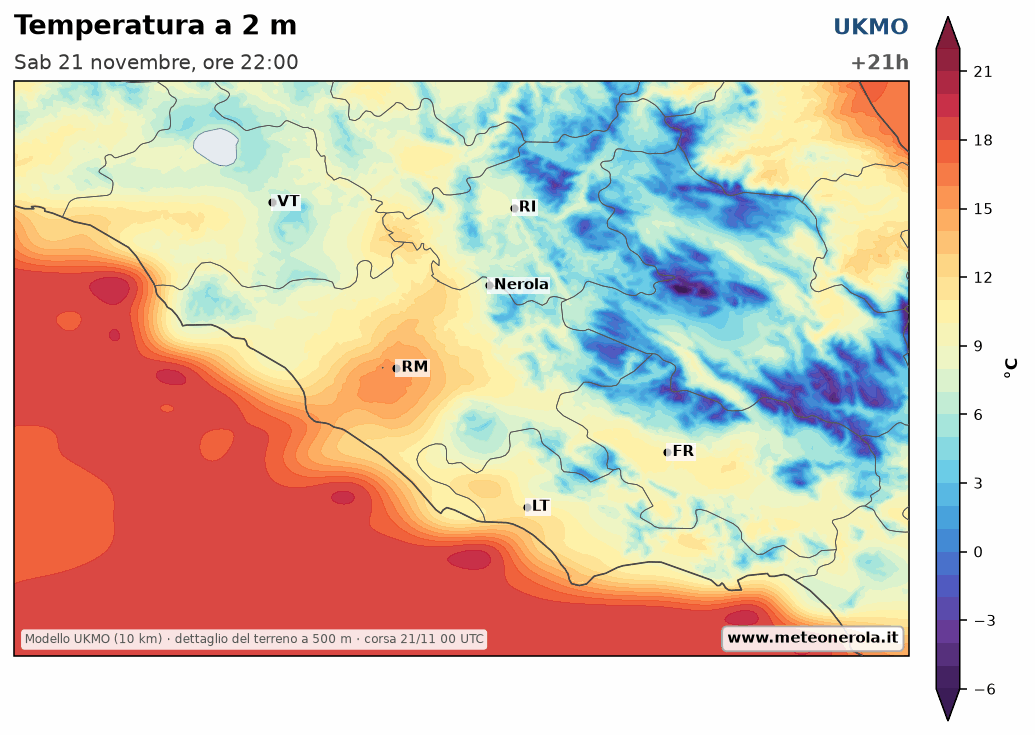 Temperatura a 2 m
UKMO
Sab 21 novembre, ore 22:00
+21h
VT
RI
Nerola
RM
FR
LT
21
18
15
12
9
6
3
0
−3
−6
°C
Modello UKMO (10 km) · dettaglio del terreno a 500 m · corsa 21/11 00 UTC
www.meteonerola.it